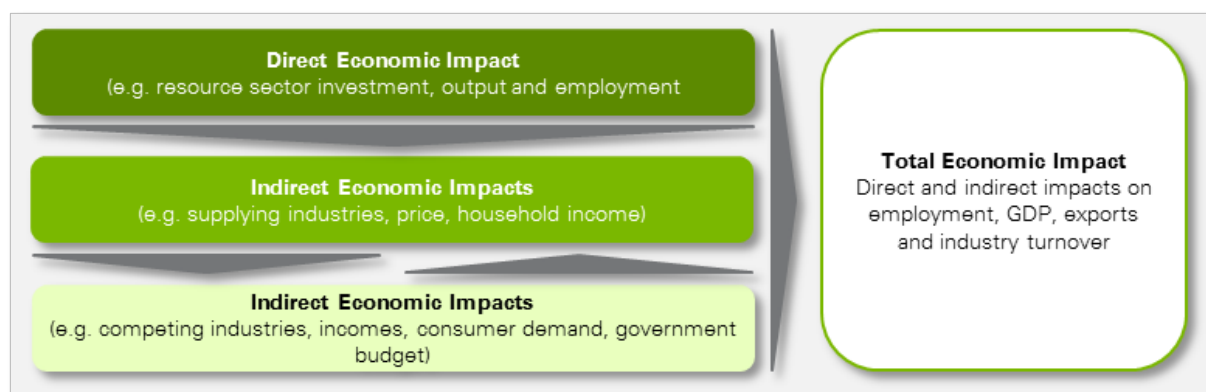 Direct Economic Impact
(e.g. resource sector investment, output and employment
Indirect Economic Impacts
(e.g. supplying industries, price, household income)
Indirect Economic Impacts
(e.g. competing industries, incomes, consumer demand, government
budget)
Total Economic Impact
Direct and indirect impacts on
employment, GDP, exports
and industry turnover